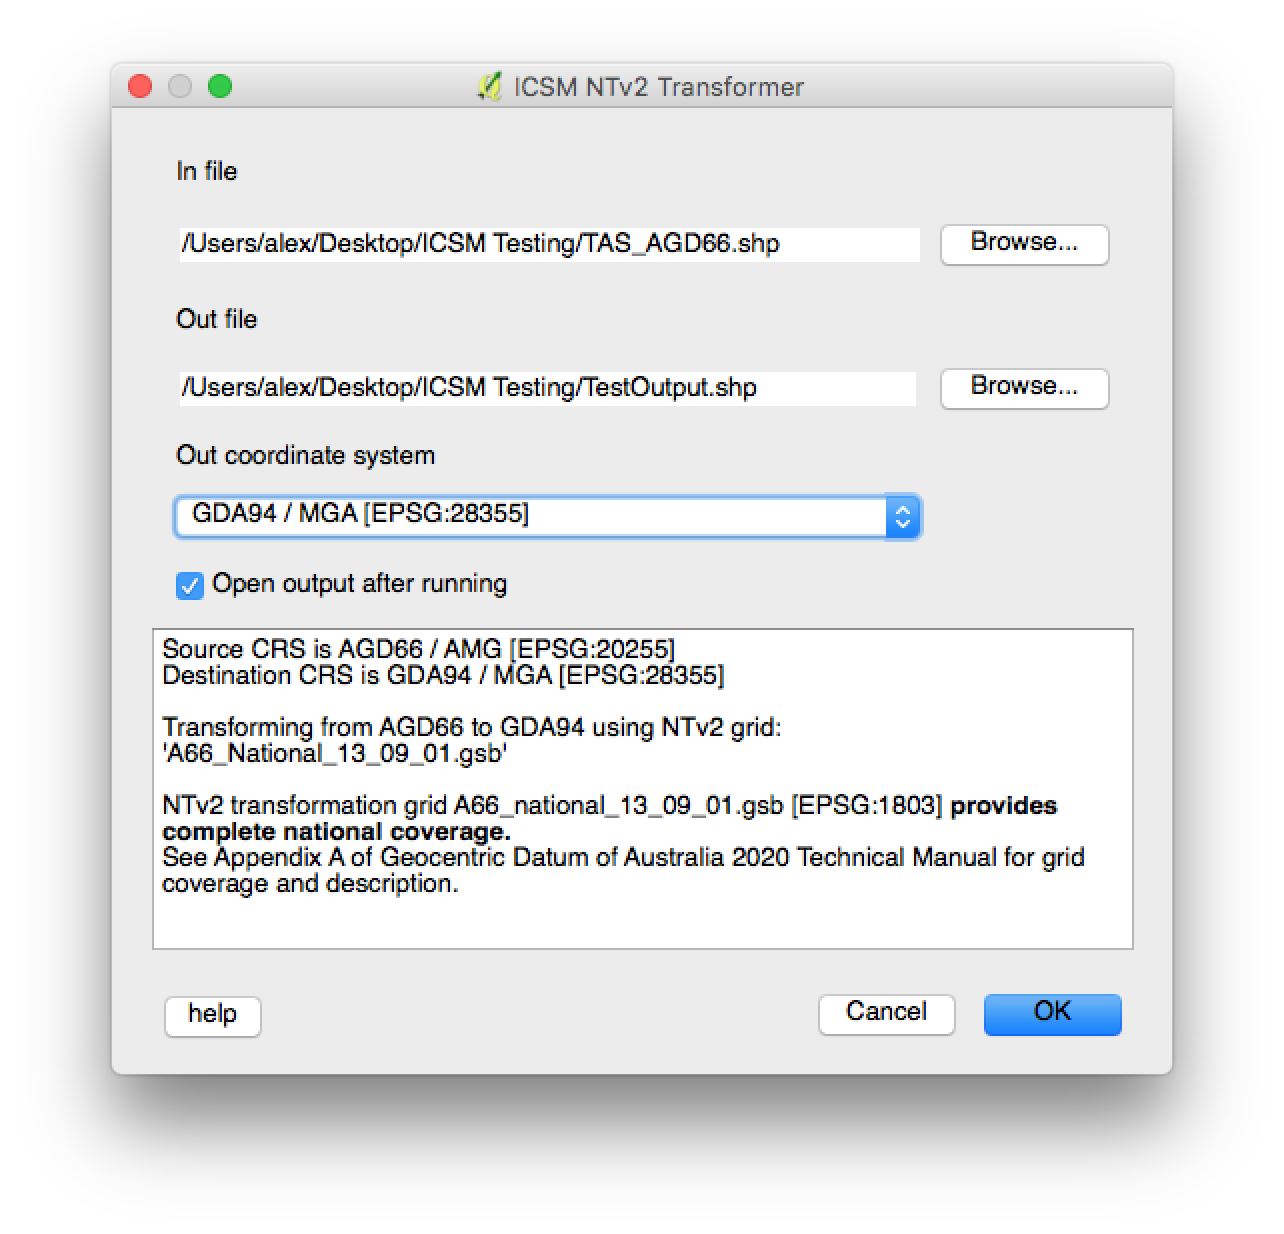 ICSM NTv2 Transformer
In file
/Users/alex/Desktop/ICSM Testing/TAS_AGD66.shp
Browse...
Out file
/Users/alex/Desktop/ICSM Testing/TestOutput.shp
Browse...
Out coordinate system
GDA94 / MGA [EPSG:28355]
Open output after running
Source CRS is AGD66 / AMG [EPSG:20255]
Destination CRS is GDA94 / MGA [EPSG:28355]
Transforming from AGD66 to GDA94 using NTv2 grid:
'A66_National_13_09_01.gsb'
NTv2 transformation grid A66_national_13_09_01.gsb [EPSG:1803] provides
complete national coverage.
See Appendix A of Geocentric Datum of Australia 2020 Technical Manual for grid
coverage and description.
help
Cancel
OK